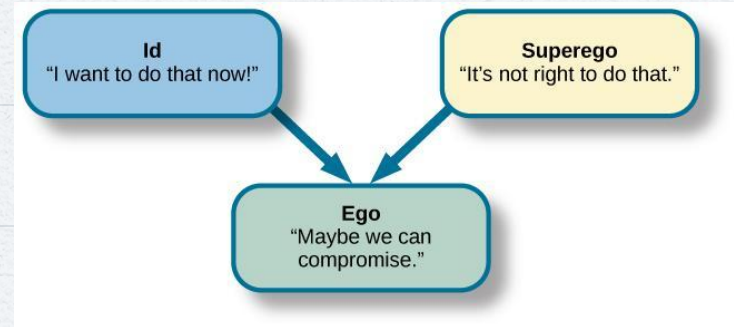 Id
“I want to do that now!”
Superego
“It’s not right to do that.”
Ego
“Maybe we can
compromise.”